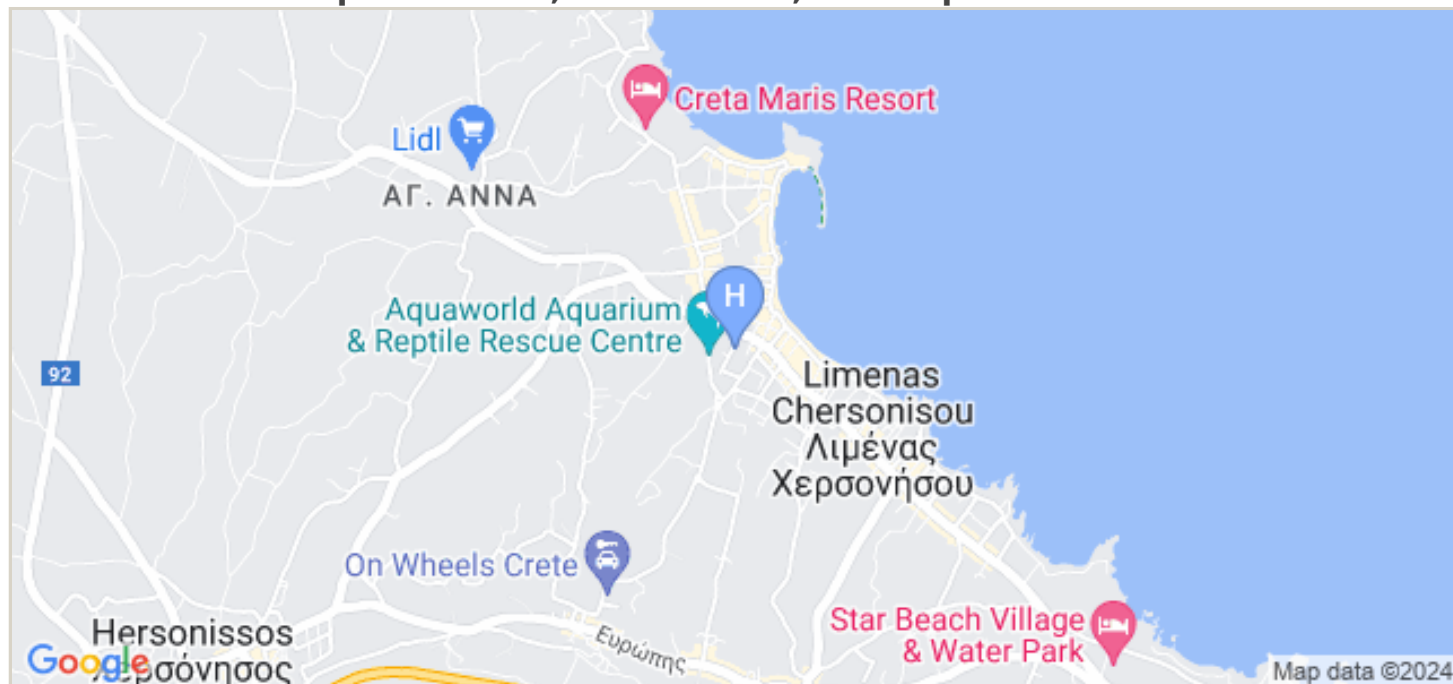 Creta Maris Resort
Lidl
ΑΓ. ΑΝΝΑ
H
Aquaworld Aquarium
& Reptile Rescue Centre
92
Limenas
Chersonisou
Λιμένας
Χερσονήσου
On Wheels Crete
Ευρώπης
Star Beach Village
& Water Park
Hersonissos
Google
Map data ©2024